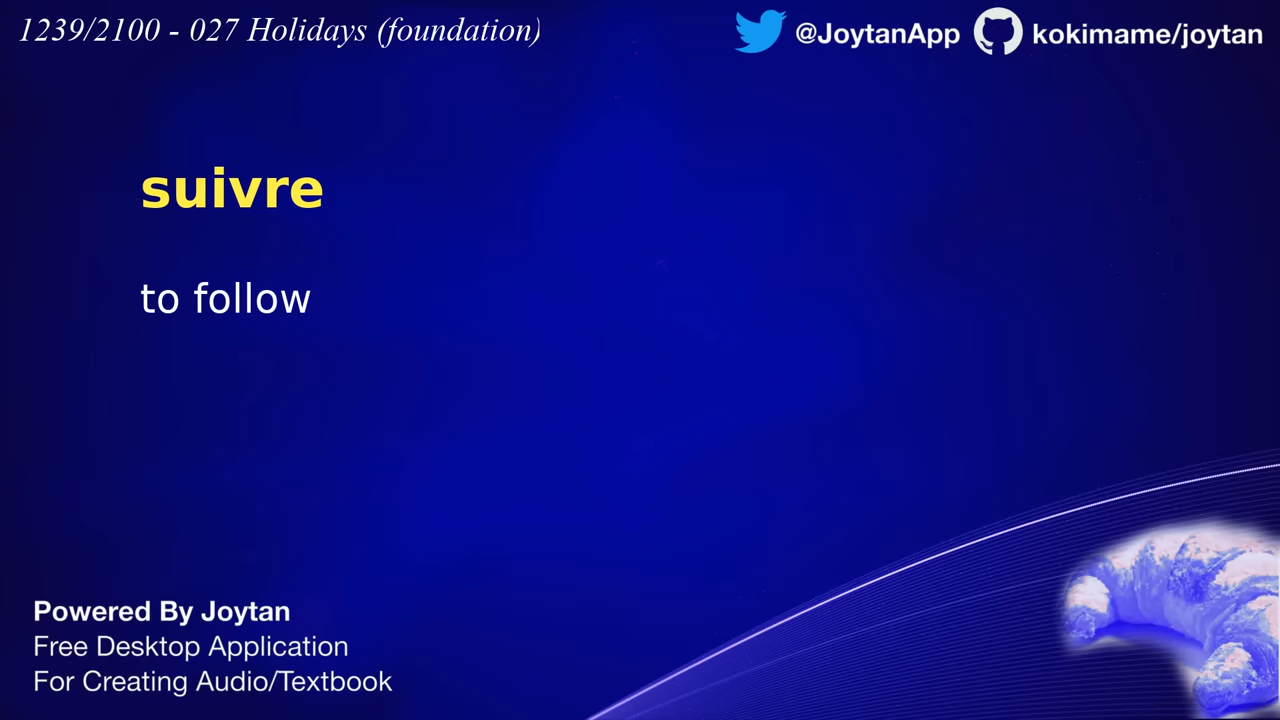 1239/2100 - 027 Holidays (foundation)
@JoytanApp kokimame/joytan
suivre
to follow
Powered By Joytan
Free Desktop Application
For Creating Audio/Textbook